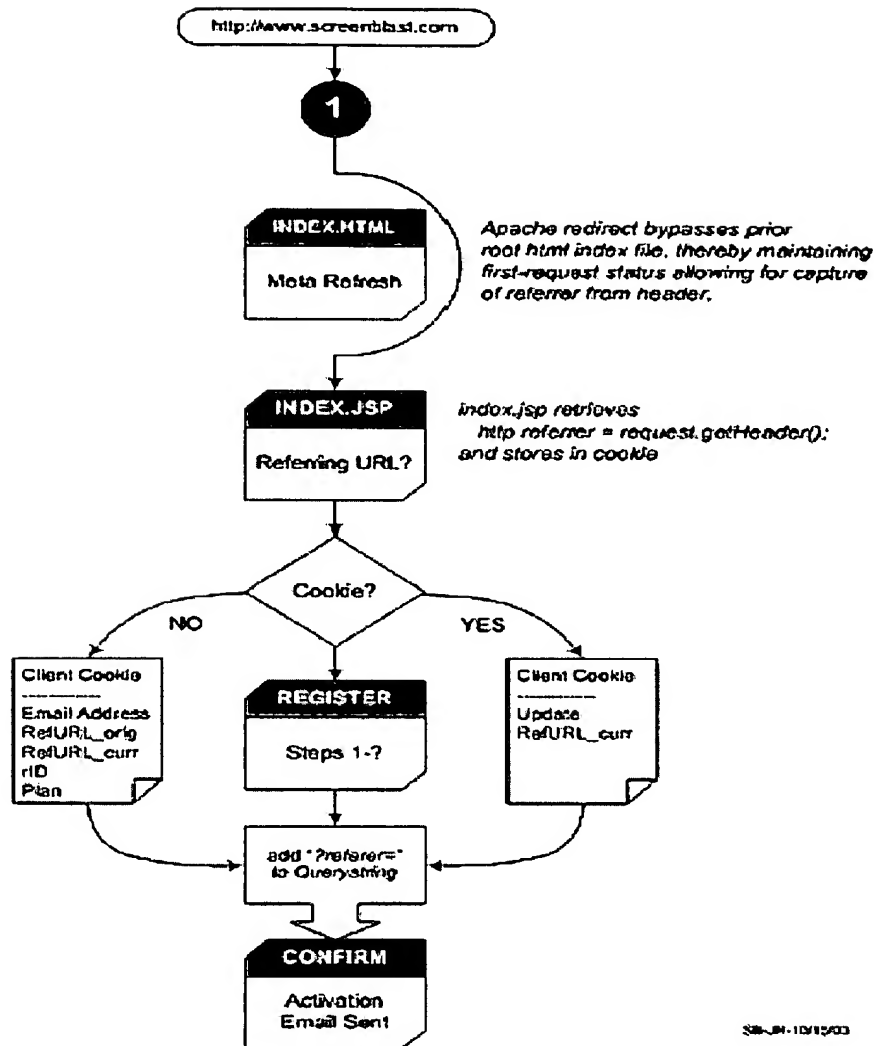 http://www.screenblast.com
1
INDEX.HTML
Meta Refresh
Apache redirect bypasses prior
root html index file, thereby maintaining
first-request status allowing for capture
of referrer from header.
INDEX.JSP
Referring URL?
index.jsp retrieves
http referrer = request.getHeader();
and stores in cookie
Cookie?
NO
YES
Client Cookie
Email Address
RefURL_orig
RefURL_curr
rID
Plan
REGISTER
Steps 1-?
Client Cookie
Update
RefURL_curr
add "?referer="
to Querystring
CONFIRM
Activation
Email Sent